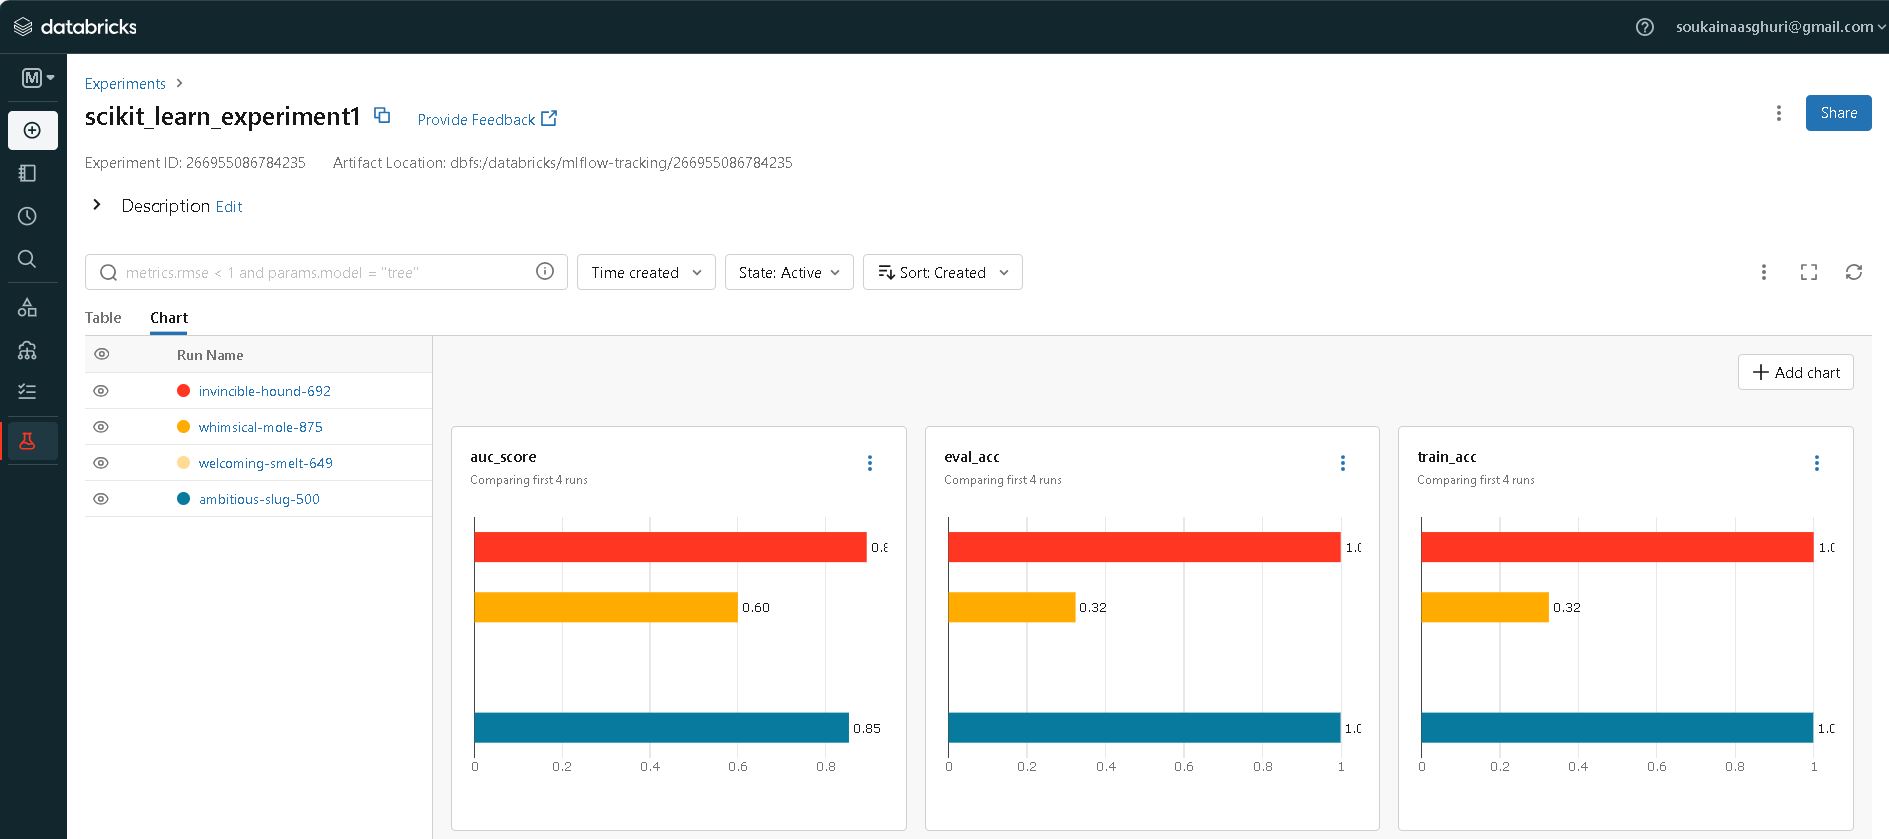 databricks
soukainaasghuri@gmail.com
M
Experiments
scikit_learn_experiment1
Provide Feedback
Share
Experiment ID: 266955086784235 Artifact Location: dbfs:/databricks/mlflow-tracking/266955086784235
Description Edit
metrics.rmse < 1 and params.model = "tree"
Time created
State: Active
Sort: Created
Table Chart
Run Name
Add chart
invincible-hound-692
whimsical-mole-875
welcoming-smelt-649
ambitious-slug-500
auc_score
Comparing first 4 runs
0.60
0.85
0 0.2 0.4 0.6 0.8
eval_acc
Comparing first 4 runs
1.0
0.32
1.0
0 0.2 0.4 0.6 0.8 1
train_acc
Comparing first 4 runs
1.0
0.32
1.0
0 0.2 0.4 0.6 0.8 1